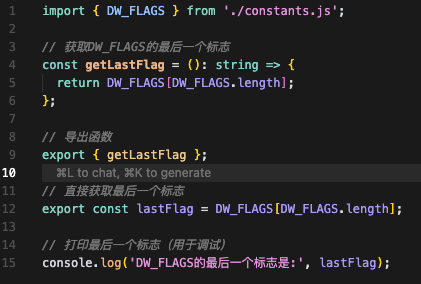 1 import { DW_FLAGS } from './constants.js';
2
3 // 获取DW_FLAGS的最后一个标志
4 const getLastFlag = (): string => {
5   return DW_FLAGS[DW_FLAGS.length];
6 };
7
8 // 导出函数
9 export { getLastFlag };
10 ⌘L to chat, ⌘K to generate
11 // 直接获取最后一个标志
12 export const lastFlag = DW_FLAGS[DW_FLAGS.length];
13
14 // 打印最后一个标志（用于调试）
15 console.log('DW_FLAGS的最后一个标志是:', lastFlag);